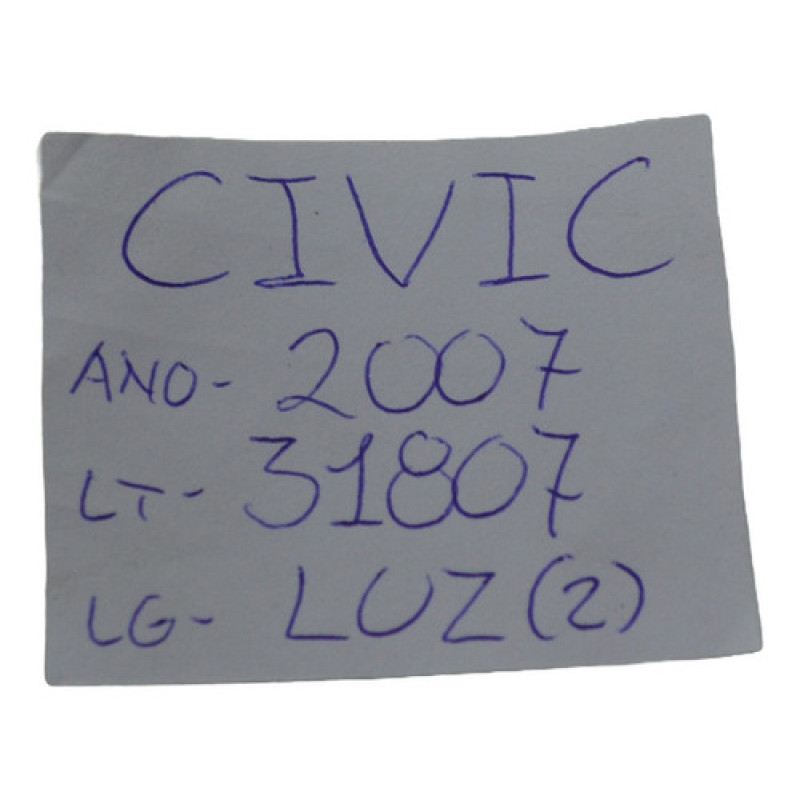 CIVIC
ANO- 2007
LT- 31807
LG- LUZ (2)